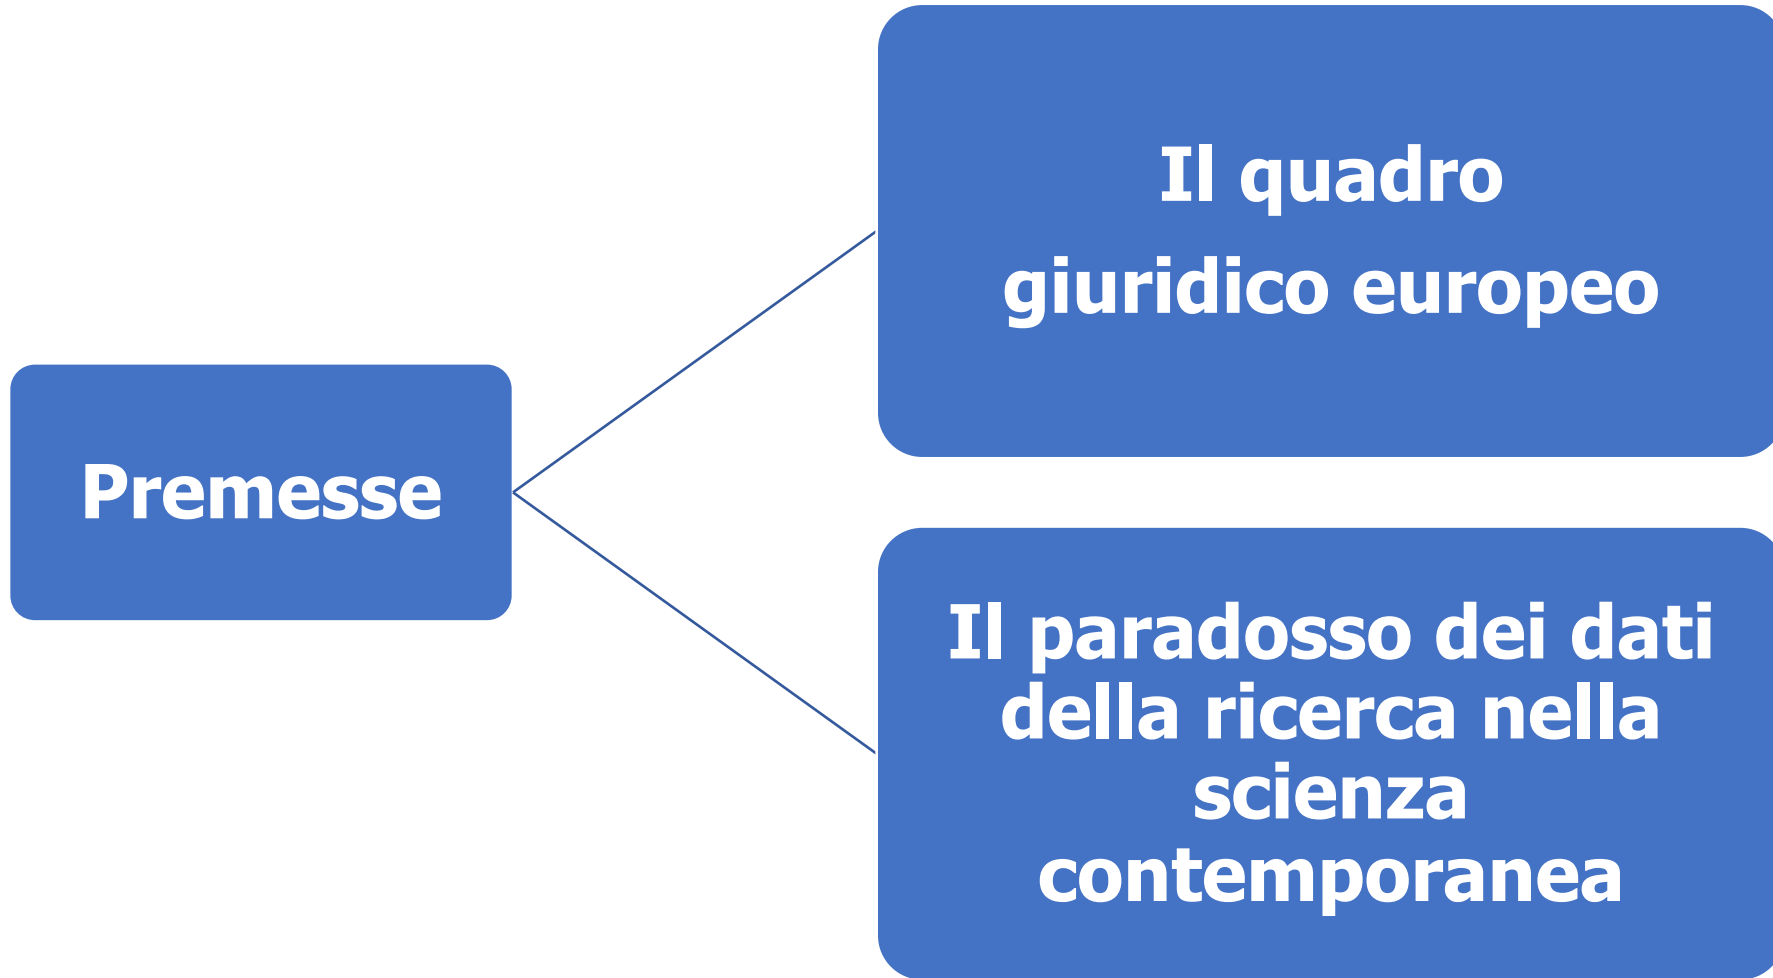 Premesse
Il quadro
giuridico europeo
Il paradosso dei dati
della ricerca nella
scienza
contemporanea